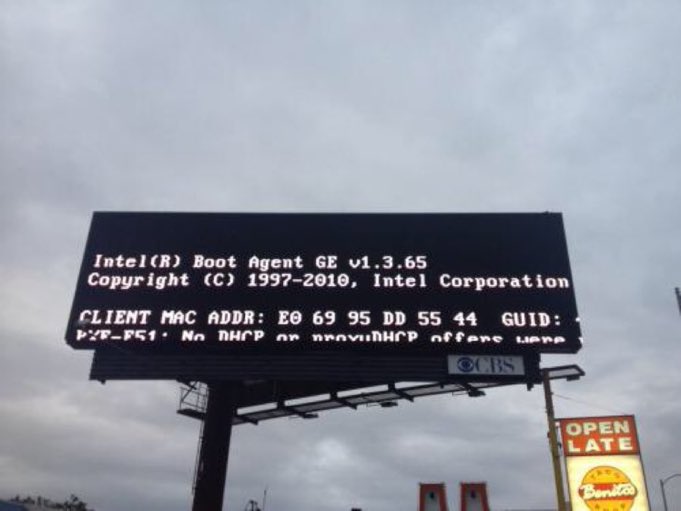 Intel(R) Boot Agent GE v1.3.65
Copyright (C) 1997-2010, Intel Corporation
CLIENT MAC ADDR: E0 69 95 DD 55 44 GUID:
PXE-E51: No DHCP or proxyDHCP offers were
CBS
OPEN
LATE
Benitos